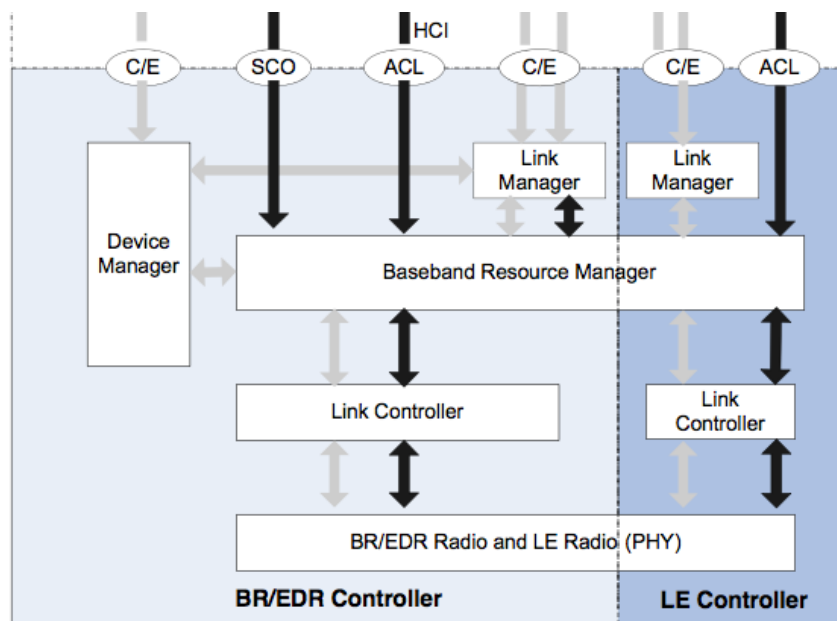 HCI
C/E
SCO
ACL
C/E
C/E
ACL
Link
Manager
Link
Manager
Device
Manager
Baseband Resource Manager
Link Controller
Link
Controller
BR/EDR Radio and LE Radio (PHY)
BR/EDR Controller
LE Controller